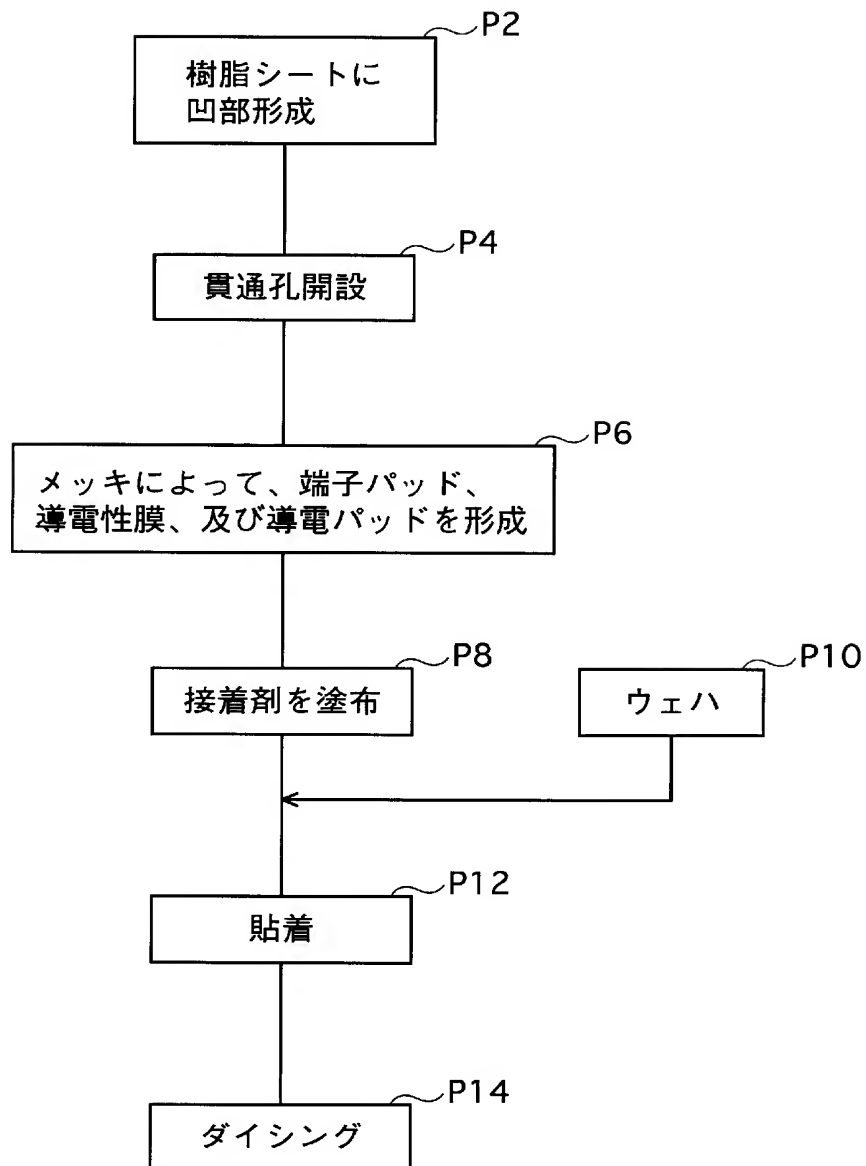 P2
樹脂シートに
凹部形成
P4
貫通孔開設
P6
メッキによって、端子パッド、
導電性膜、及び導電パッドを形成
P8
接着剤を塗布
P10
ウェハ
P12
貼着
P14
ダイシング